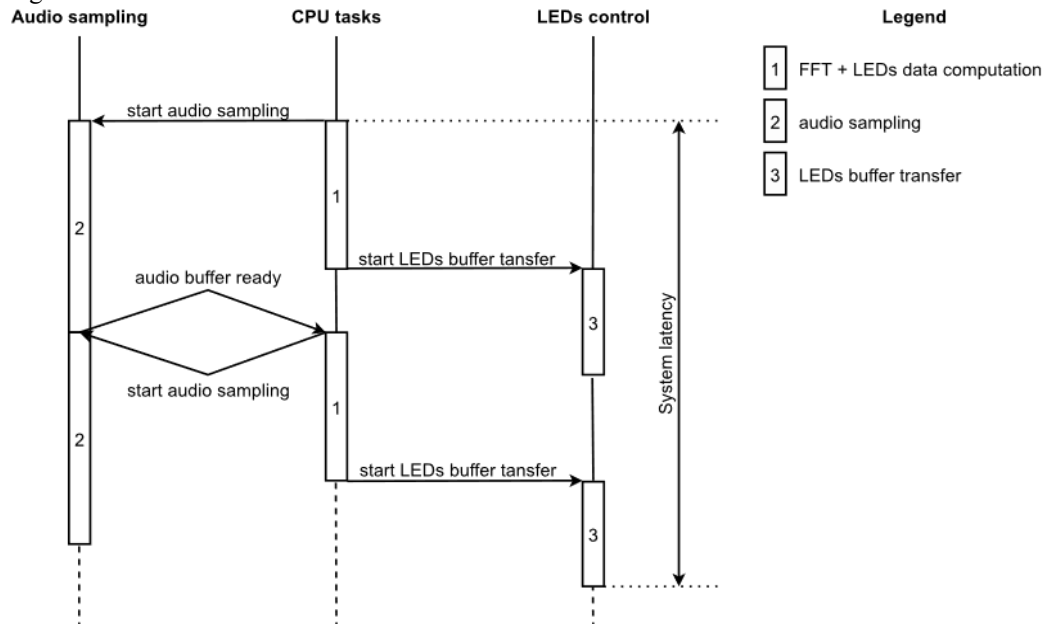 Audio sampling
CPU tasks
LEDs control
Legend
1
FFT + LEDs data computation
start audio sampling
2
audio sampling
3
LEDs buffer transfer
1
2
start LEDs buffer tansfer
audio buffer ready
3
System latency
start audio sampling
1
2
start LEDs buffer tansfer
3